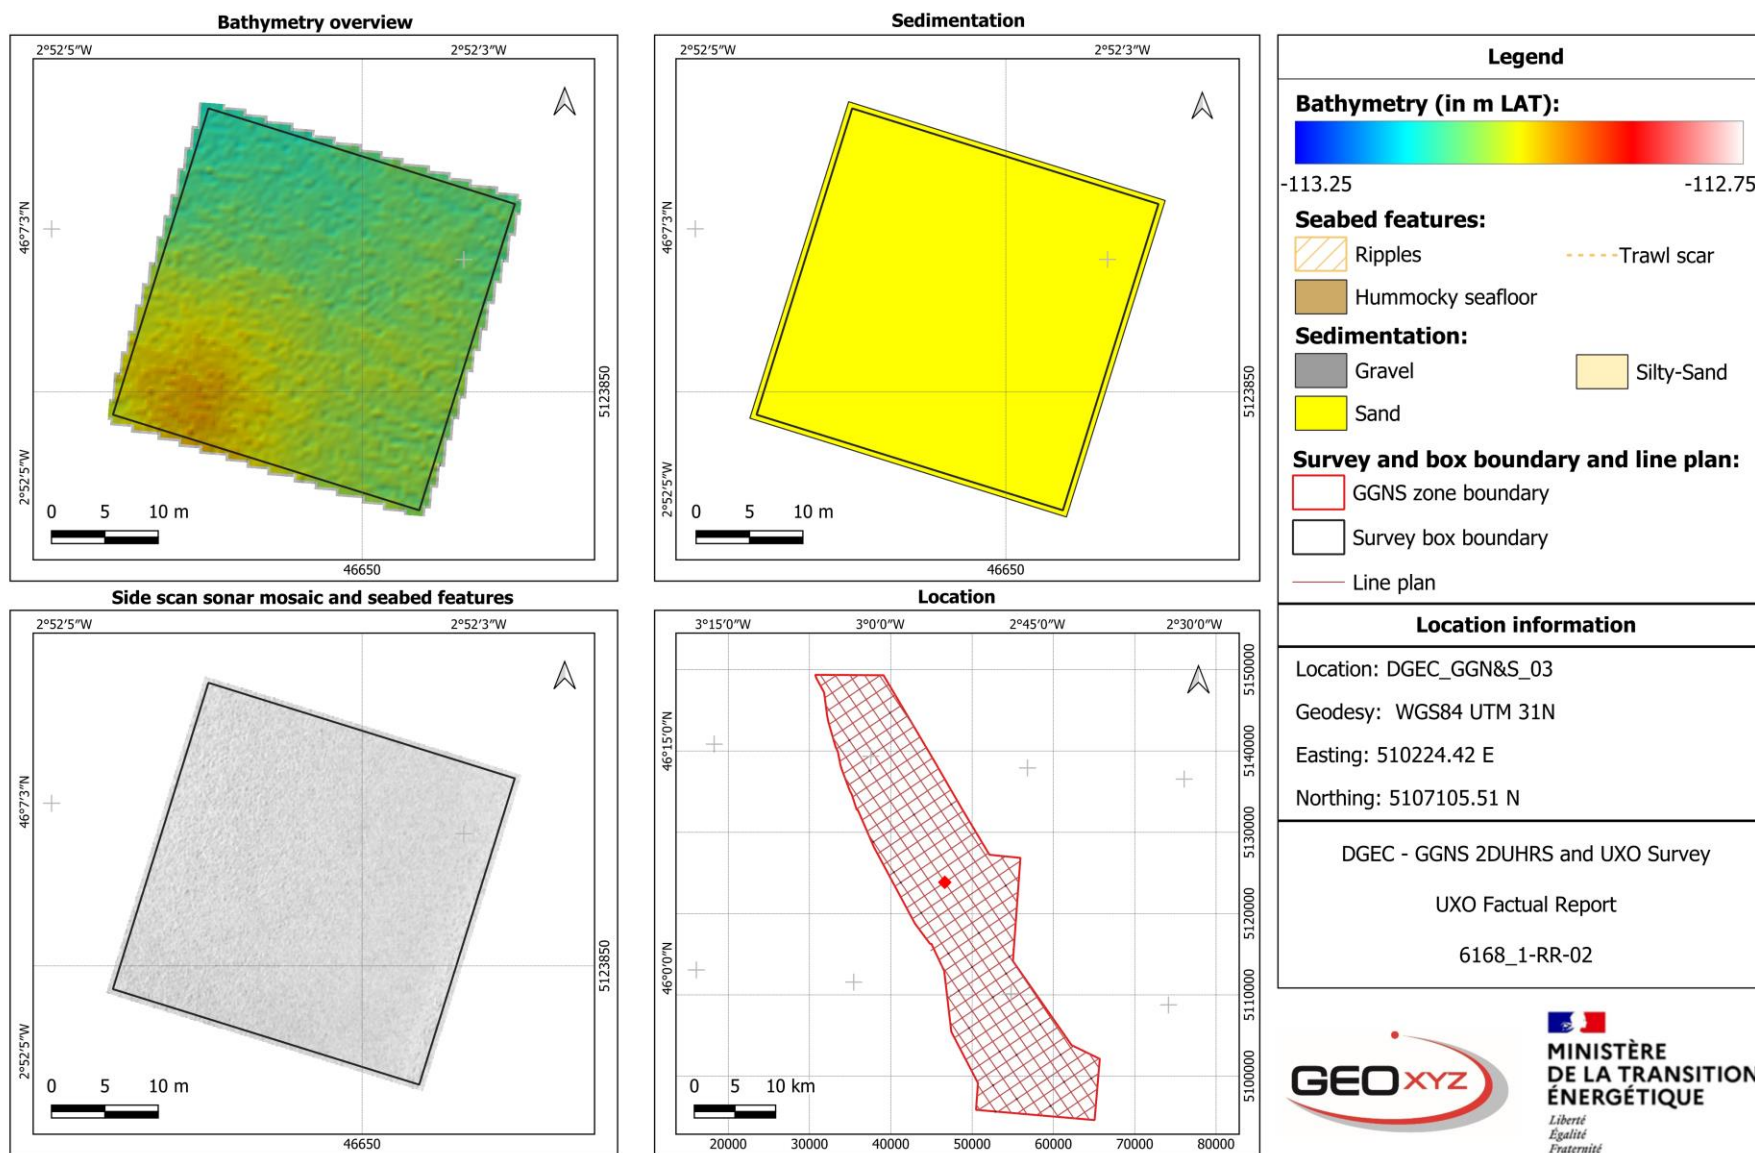 Bathymetry overview
2°52'5"W
2°52'3"W
46°7'3"N
2°52'5"W
5123850
0 5 10 m
46650
Sedimentation
2°52'5"W
2°52'3"W
46°7'3"N
2°52'5"W
5123850
0 5 10 m
46650
Side scan sonar mosaic and seabed features
2°52'5"W
2°52'3"W
46°7'3"N
2°52'5"W
5123850
0 5 10 m
46650
Location
3°15'0"W 3°0'0"W 2°45'0"W 2°30'0"W
46°15'0"N
46°0'0"N
5150000
5140000
5130000
5120000
5110000
5100000
0 5 10 km
20000 30000 40000 50000 60000 70000 80000
Legend
Bathymetry (in m LAT):
-113.25 -112.75
Seabed features:
Ripples
Trawl scar
Hummocky seafloor
Sedimentation:
Gravel
Silty-Sand
Sand
Survey and box boundary and line plan:
GGNS zone boundary
Survey box boundary
Line plan
Location information
Location: DGEC_GGN&S_03
Geodesy: WGS84 UTM 31N
Easting: 510224.42 E
Northing: 5107105.51 N
DGEC - GGNS 2DUHRS and UXO Survey
UXO Factual Report
6168_1-RR-02
GEOXYZ
MINISTÈRE
DE LA TRANSITION
ÉNERGÉTIQUE
Liberté
Égalité
Fraternité